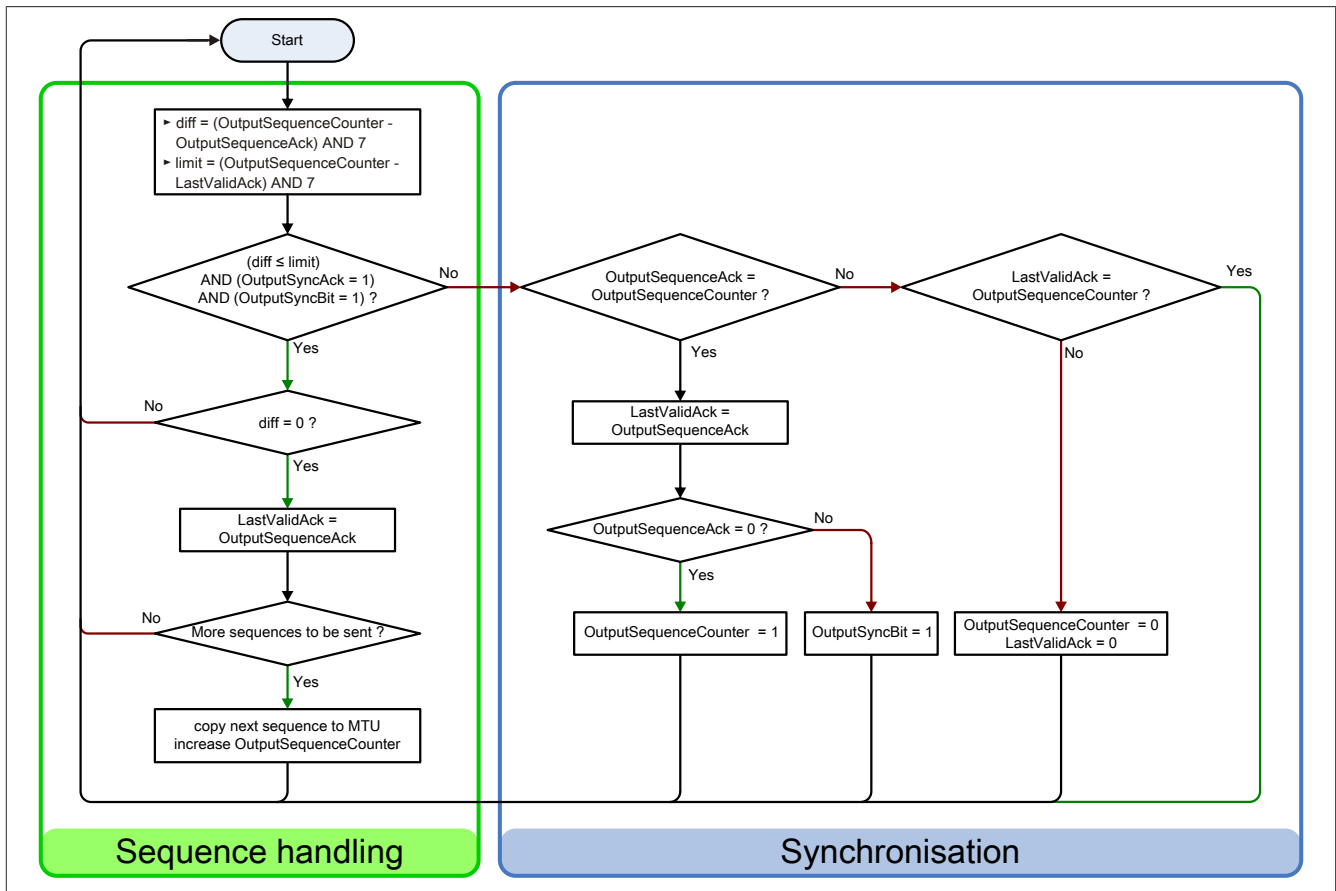 Start
► diff = (OutputSequenceCounter -
OutputSequenceAck) AND 7
► limit = (OutputSequenceCounter -
LastValidAck) AND 7
(diff ≤ limit)
AND (OutputSyncAck = 1)
AND (OutputSyncBit = 1) ?
No
Yes
diff = 0 ?
No
Yes
LastValidAck =
OutputSequenceAck
More sequences to be sent ?
No
Yes
copy next sequence to MTU
increase OutputSequenceCounter
Sequence handling
OutputSequenceAck =
OutputSequenceCounter ?
No
Yes
LastValidAck =
OutputSequenceAck
OutputSequenceAck = 0 ?
No
Yes
OutputSequenceCounter = 1
OutputSyncBit = 1
LastValidAck =
OutputSequenceCounter ?
Yes
No
OutputSequenceCounter = 0
LastValidAck = 0
Synchronisation